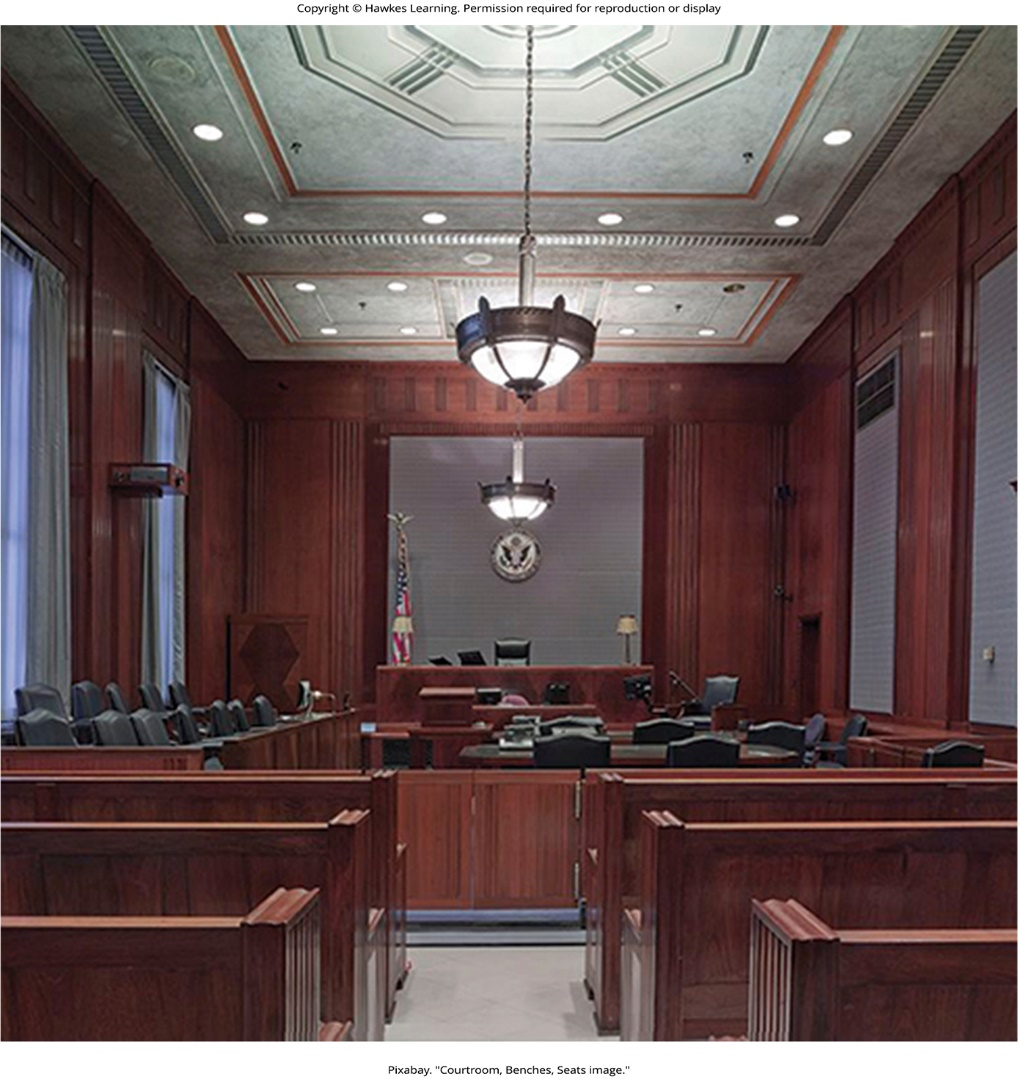 Copyright © Hawkes Learning. Permission required for reproduction or display
Pixabay. "Courtroom, Benches, Seats image."